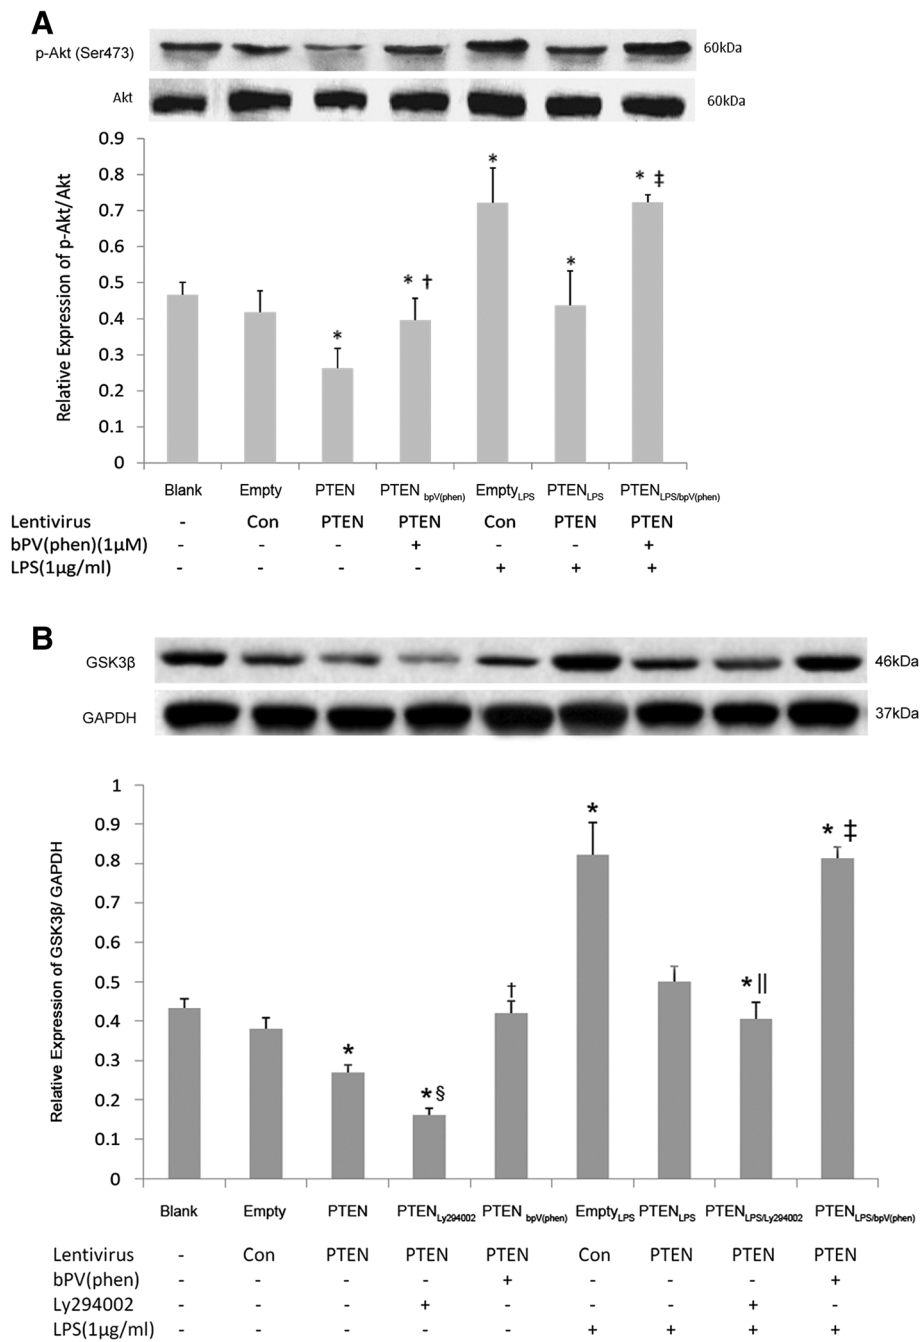 A
p-Akt (Ser473) 60kDa
Akt 60kDa
Relative Expression of p-Akt/Akt
0.9
0.8
0.7
0.6
0.5
0.4
0.3
0.2
0.1
0
* * † * * * ‡
Blank Empty PTEN PTEN bpV(phen) EmptyLPS PTENLPS PTENLPS/bpV(phen)
Lentivirus - Con PTEN PTEN Con PTEN PTEN
bPV(phen)(1μM) - - - + - - +
LPS(1μg/ml) - - - - + + +
B
GSK3β 46kDa
GAPDH 37kDa
Relative Expression of GSK3β/ GAPDH
1
0.9
0.8
0.7
0.6
0.5
0.4
0.3
0.2
0.1
0
* * § † * * || * ‡
Blank Empty PTEN PTENLy294002 PTEN bpV(phen) EmptyLPS PTENLPS PTENLPS/Ly294002 PTENLPS/bpV(phen)
Lentivirus - Con PTEN PTEN PTEN Con PTEN PTEN PTEN
bPV(phen) - - - - + - - - +
Ly294002 - - - + - - - + -
LPS(1μg/ml) - - - - - + + + +